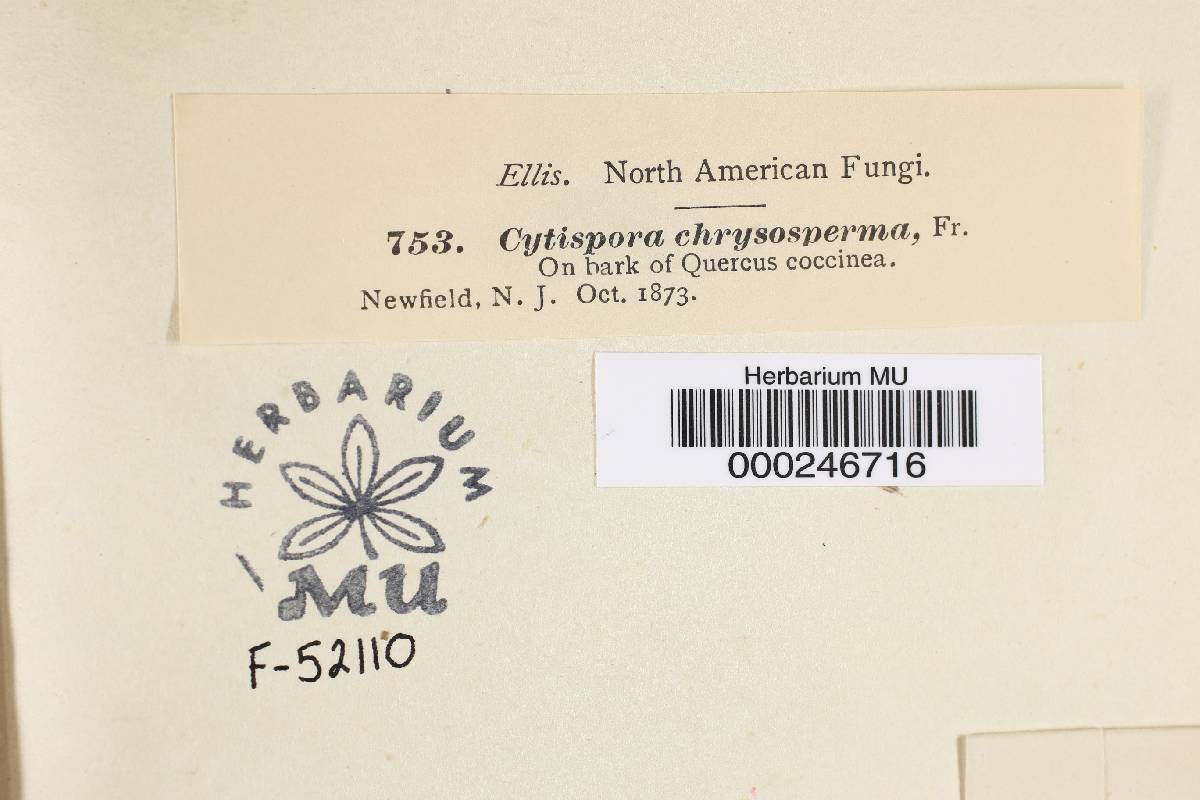 Ellis. North American Fungi.
753. Cytispora chrysosperma, Fr.
On bark of Quercus coccinea.
Newfield, N. J. Oct. 1873.
Herbarium MU
000246716
HERBARIUM
MU
F-52110